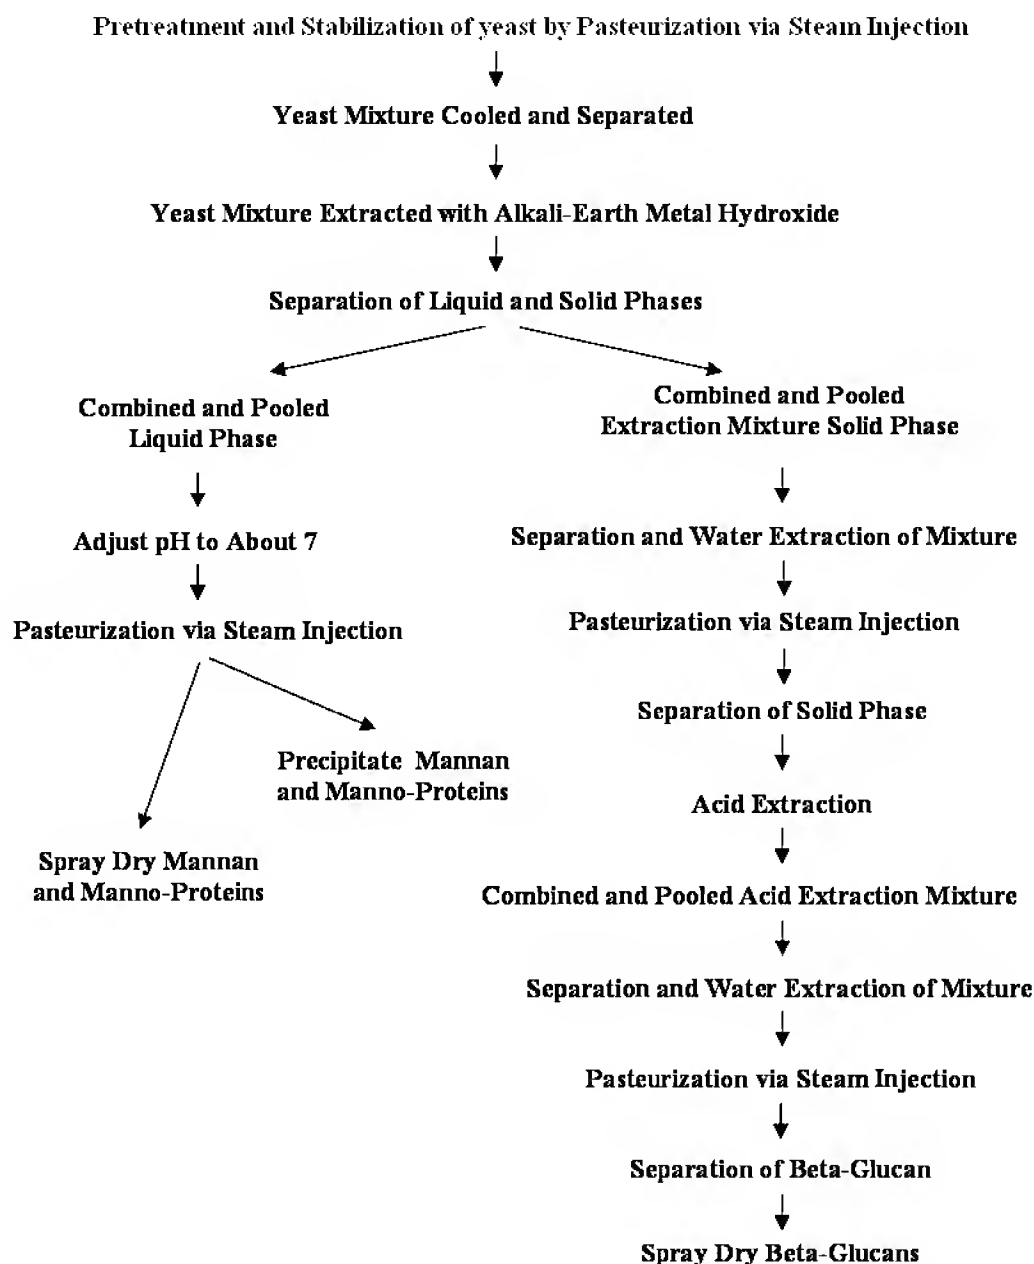 Pretreatment and Stabilization of yeast by Pasteurization via Steam Injection
Yeast Mixture Cooled and Separated
Yeast Mixture Extracted with Alkali-Earth Metal Hydroxide
Separation of Liquid and Solid Phases
Combined and Pooled
Liquid Phase
Adjust pH to About 7
Pasteurization via Steam Injection
Precipitate Mannan
and Manno-Proteins
Spray Dry Mannan
and Manno-Proteins
Combined and Pooled
Extraction Mixture Solid Phase
Separation and Water Extraction of Mixture
Pasteurization via Steam Injection
Separation of Solid Phase
Acid Extraction
Combined and Pooled Acid Extraction Mixture
Separation and Water Extraction of Mixture
Pasteurization via Steam Injection
Separation of Beta-Glucan
Spray Dry Beta-Glucans